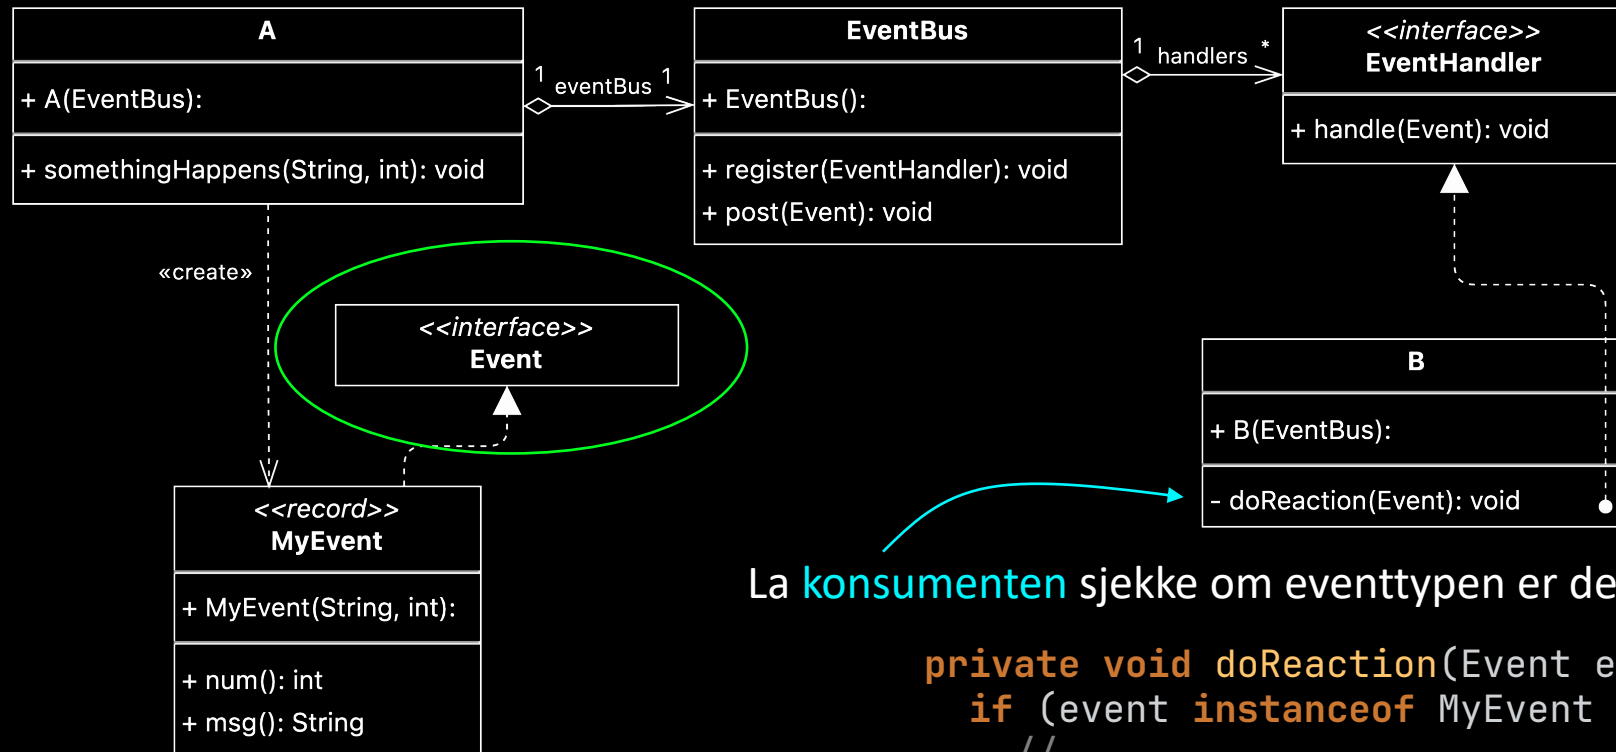 A
+ A(EventBus):
+ somethingHappens(String, int): void
1
eventBus
1
EventBus
+ EventBus():
+ register(EventHandler): void
+ post(Event): void
1
handlers
*
<<interface>>
EventHandler
+ handle(Event): void
«create»
<<interface>>
Event
<<record>>
MyEvent
+ MyEvent(String, int):
+ num(): int
+ msg(): String
B
+ B(EventBus):
- doReaction(Event): void
La konsumenten sjekke om eventtypen er de
private void doReaction(Event e
if (event instanceof MyEvent
//